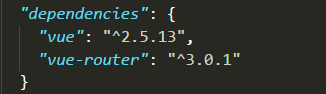 "dependencies": {
"vue": "^2.5.13",
"vue-router": "^3.0.1"
}